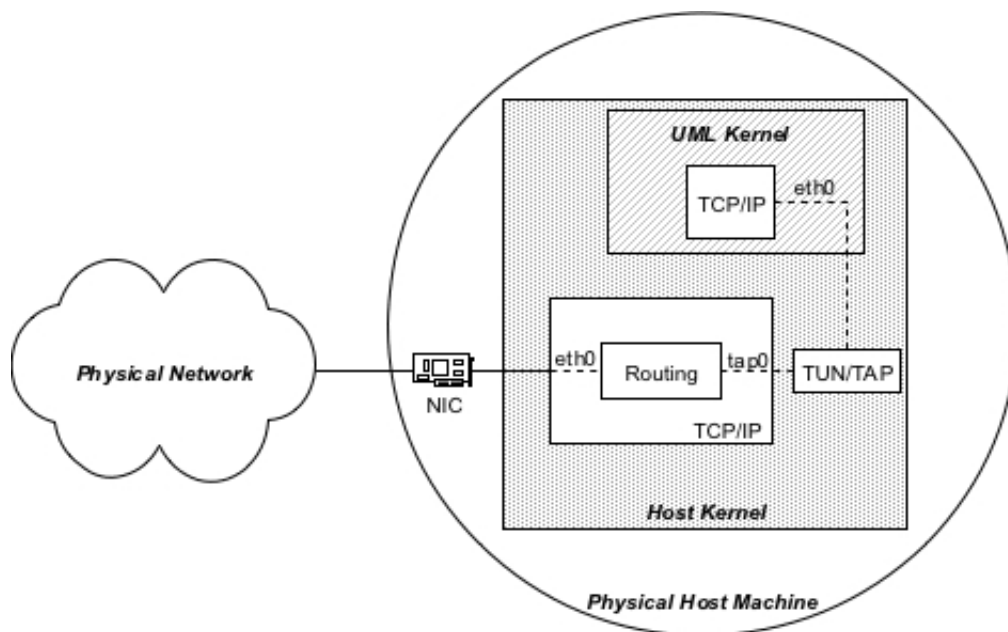 UML Kernel
TCP/IP
eth0
Physical Network
NIC
eth0
Routing
tap0
TUN/TAP
TCP/IP
Host Kernel
Physical Host Machine